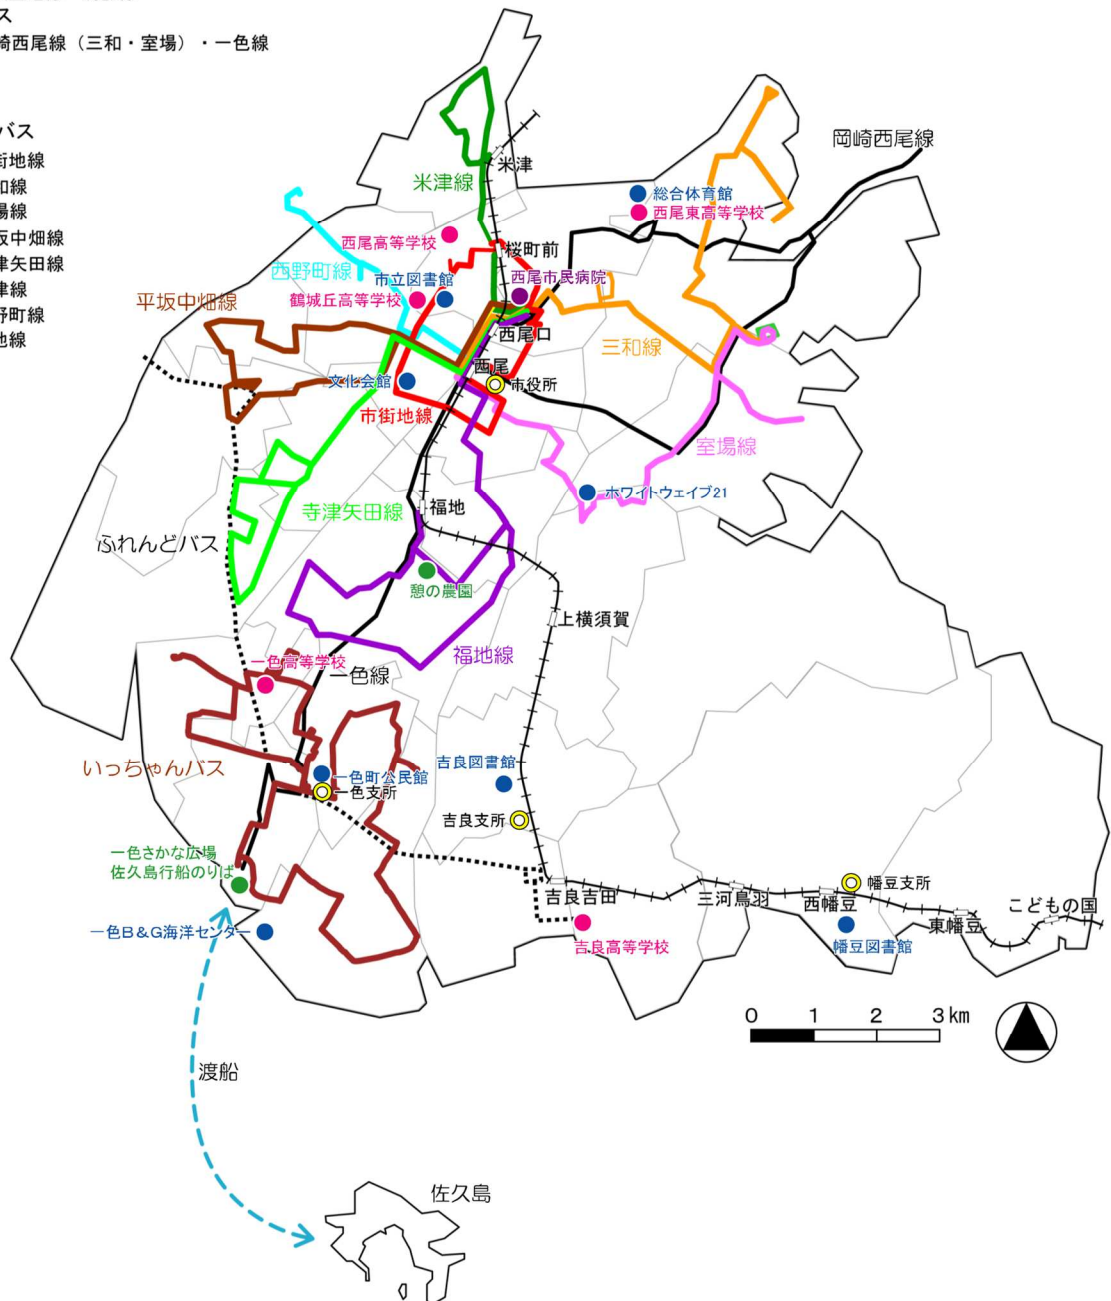 ス
崎西尾線（三和・室場）・一色線
バス
街地線
和線
場線
坂中畑線
津矢田線
津線
野町線
地線
岡崎西尾線
米津
米津線
総合体育館
西尾東高等学校
西尾高等学校
桜町前
西野町線
市立図書館
西尾市民病院
鶴城丘高等学校
平坂中畑線
西尾口
三和線
西尾
文化会館
市役所
市街地線
室場線
ホワイトウェイブ21
福地
寺津矢田線
ふれんどバス
憩の農園
上横須賀
福地線
一色高等学校
一色線
いっちゃんバス
吉良図書館
一色町公民館
一色支所
吉良支所
一色さかな広場
佐久島行船のりば
幡豆支所
吉良吉田
三河鳥羽
西幡豆
こどもの国
東幡豆
一色B＆G海洋センター
吉良高等学校
幡豆図書館
0 1 2 3km
渡船
佐久島